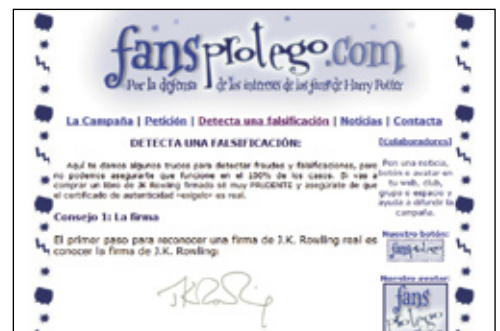 fansprotego.com
Por la defensa de los intereses de los fans de Harry Potter
La Campaña | Petición | Detecta una falsificación | Noticias | Contacta
DETECTA UNA FALSIFICACIÓN:
Aquí te damos algunos trucos para detectar fraudes y falsificaciones, pero
no podemos asegurarte que funcione en el 100% de los casos. Si vas a
comprar un libro de JK Rowling firmado sé muy PRUDENTE y asegúrate de que
el certificado de autenticidad -exígelo- es real.
Consejo 1: La firma
El primer paso para reconocer una firma de J.K. Rowling real es
conocer la firma de J.K. Rowling:
[Colaboradores]
Pon una noticia,
botón o avatar en
tu web, club,
grupo o espacio y
ayuda a difundir la
campaña.
Nuestro botón:
fansprotego
Nuestro avatar:
fans
protego